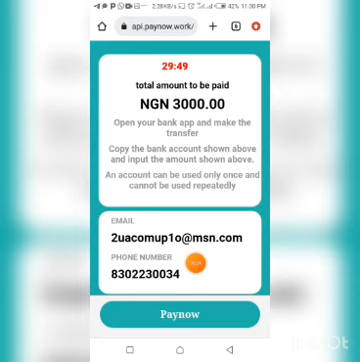 2.28KB/s 42% 11:00 PM
api.paynow.work/
29:49
total amount to be paid
NGN 3000.00
Open your bank app and make the
transfer
Copy the bank account shown above
and input the amount shown above.
An account can be used only once and
cannot be used repeatedly
EMAIL
2uacomup1o@msn.com
PHONE NUMBER
8302230034
Paynow